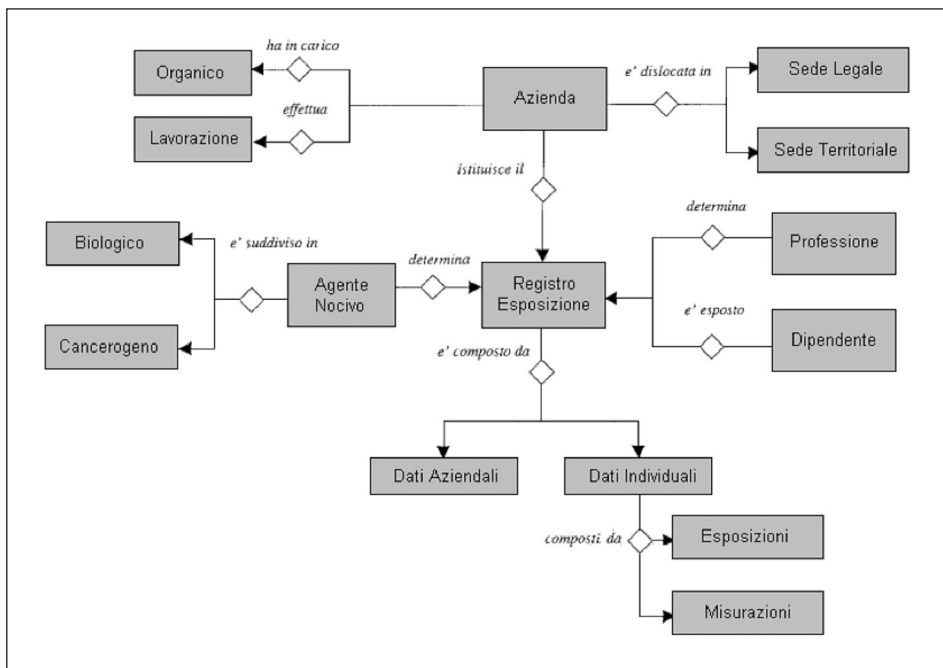 ha in carico
Organico
effettua
Lavorazione
Azienda
e' dislocata in
Sede Legale
Sede Territoriale
istituisce il
Biologico
e' suddiviso in
Cancerogeno
Agente
Nocivo
determina
Registro
Esposizione
determina
Professione
e' esposto
Dipendente
e' composto da
Dati Aziendali
Dati Individuali
composti da
Esposizioni
Misurazioni